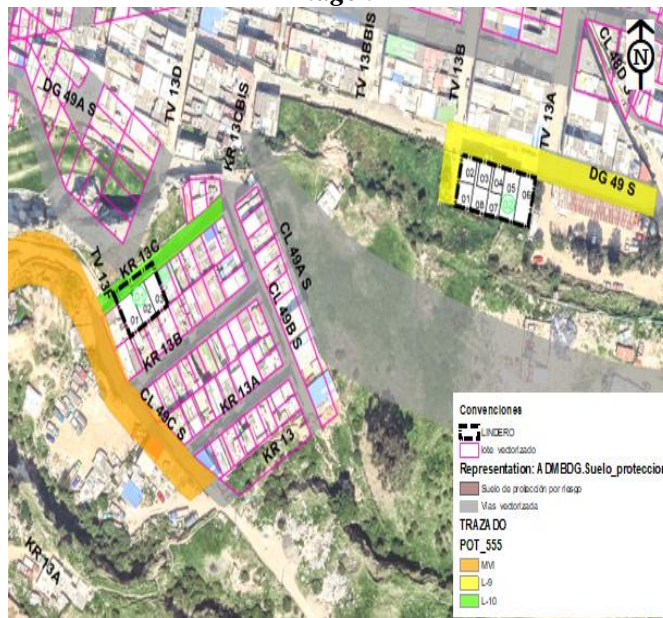 TV 13D
KR 13CBIS
TV 13BBIS
TV 13B
TV 13A
CL 48D S
N
DG 49A S
DG 49 S
02
03
04
05
06
01
08
07
KR 13C
TV 13F
CL 49A S
01
02
03
KR 13B
CL 49B S
KR 13A
CL 49C S
KR 13
KR 13A
Convenciones
LINDERO
lote vectorizado
Representation: ADMBDG.Suelo_proteccion
Suelo de protección por riesgo
Vias vectorizada
TRAZADO
POT_555
MVI
L-9
L-10